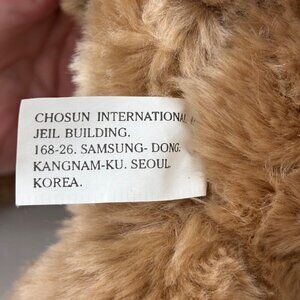 CHOSUN INTERNATIONAL
JEIL BUILDING.
168-26. SAMSUNG- DONG.
KANGNAM-KU. SEOUL
KOREA.